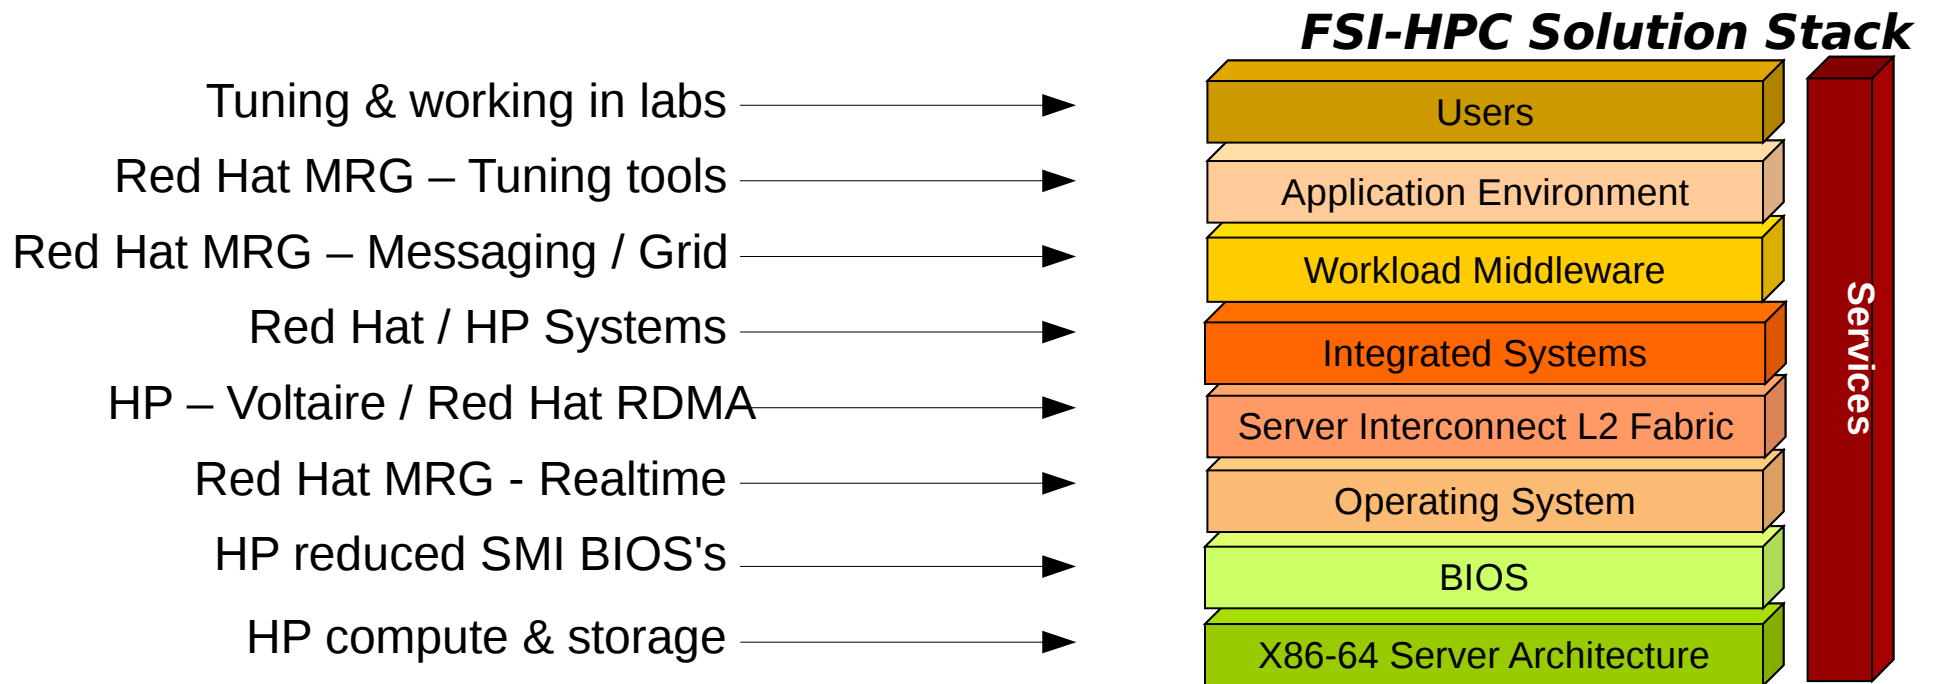 FSI-HPC Solution Stack
Tuning & working in labs
Users
Red Hat MRG – Tuning tools
Application Environment
Red Hat MRG – Messaging / Grid
Workload Middleware
Red Hat / HP Systems
Integrated Systems
HP – Voltaire / Red Hat RDMA
Server Interconnect L2 Fabric
Red Hat MRG - Realtime
Operating System
HP reduced SMI BIOS's
BIOS
HP compute & storage
X86-64 Server Architecture
Services